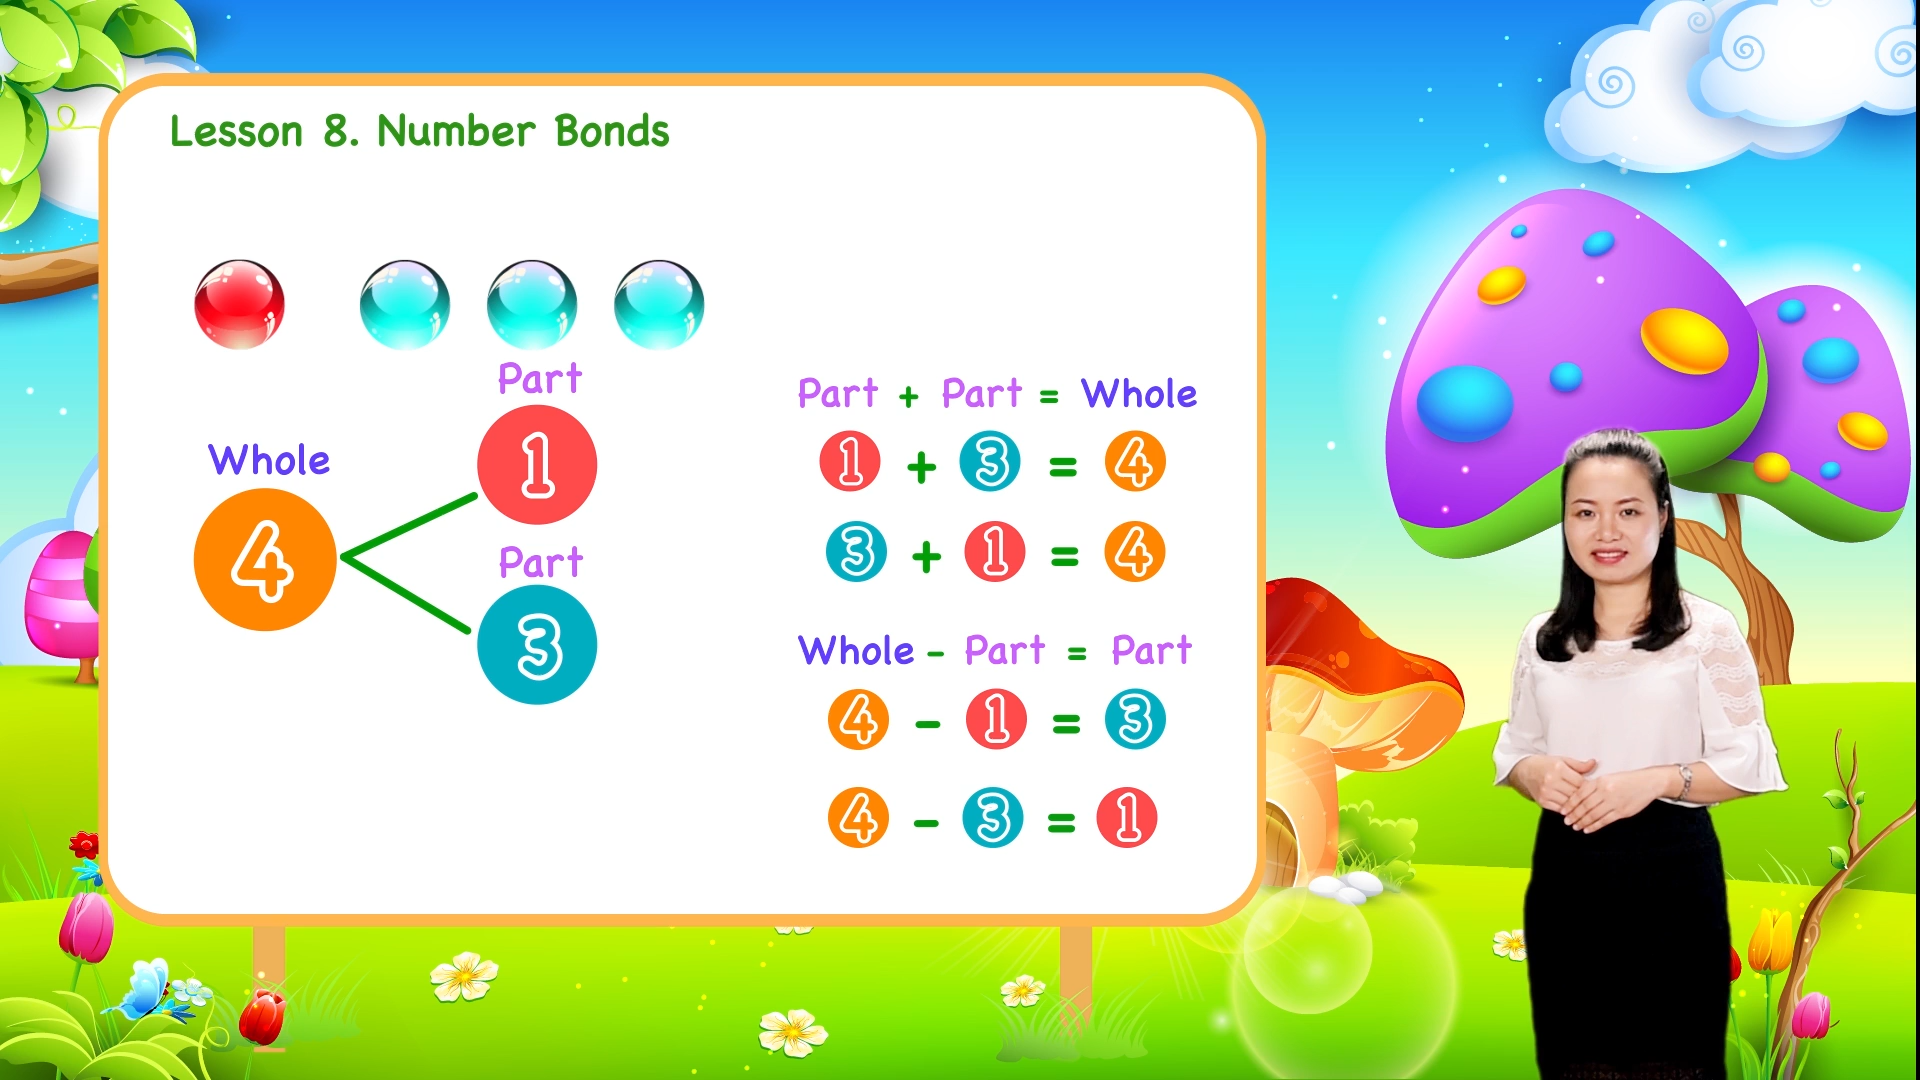 Lesson 8. Number Bonds
Part
Whole
1
4
Part
3
Part + Part = Whole
1 + 3 = 4
3 + 1 = 4
Whole - Part = Part
4 - 1 = 3
4 - 3 = 1